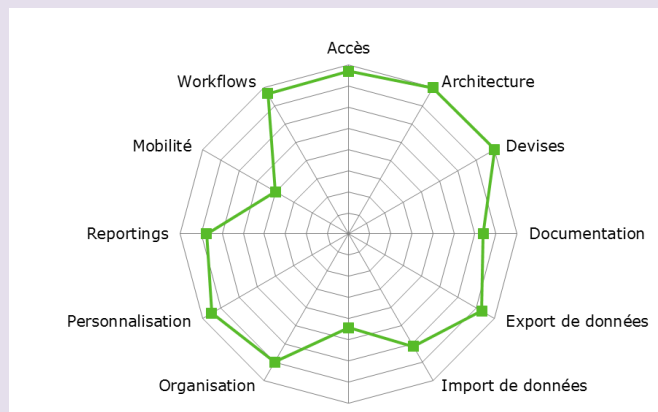 Accès
Workflows
Architecture
Mobilité
Devises
Reportings
Documentation
Personnalisation
Export de données
Organisation
Import de données